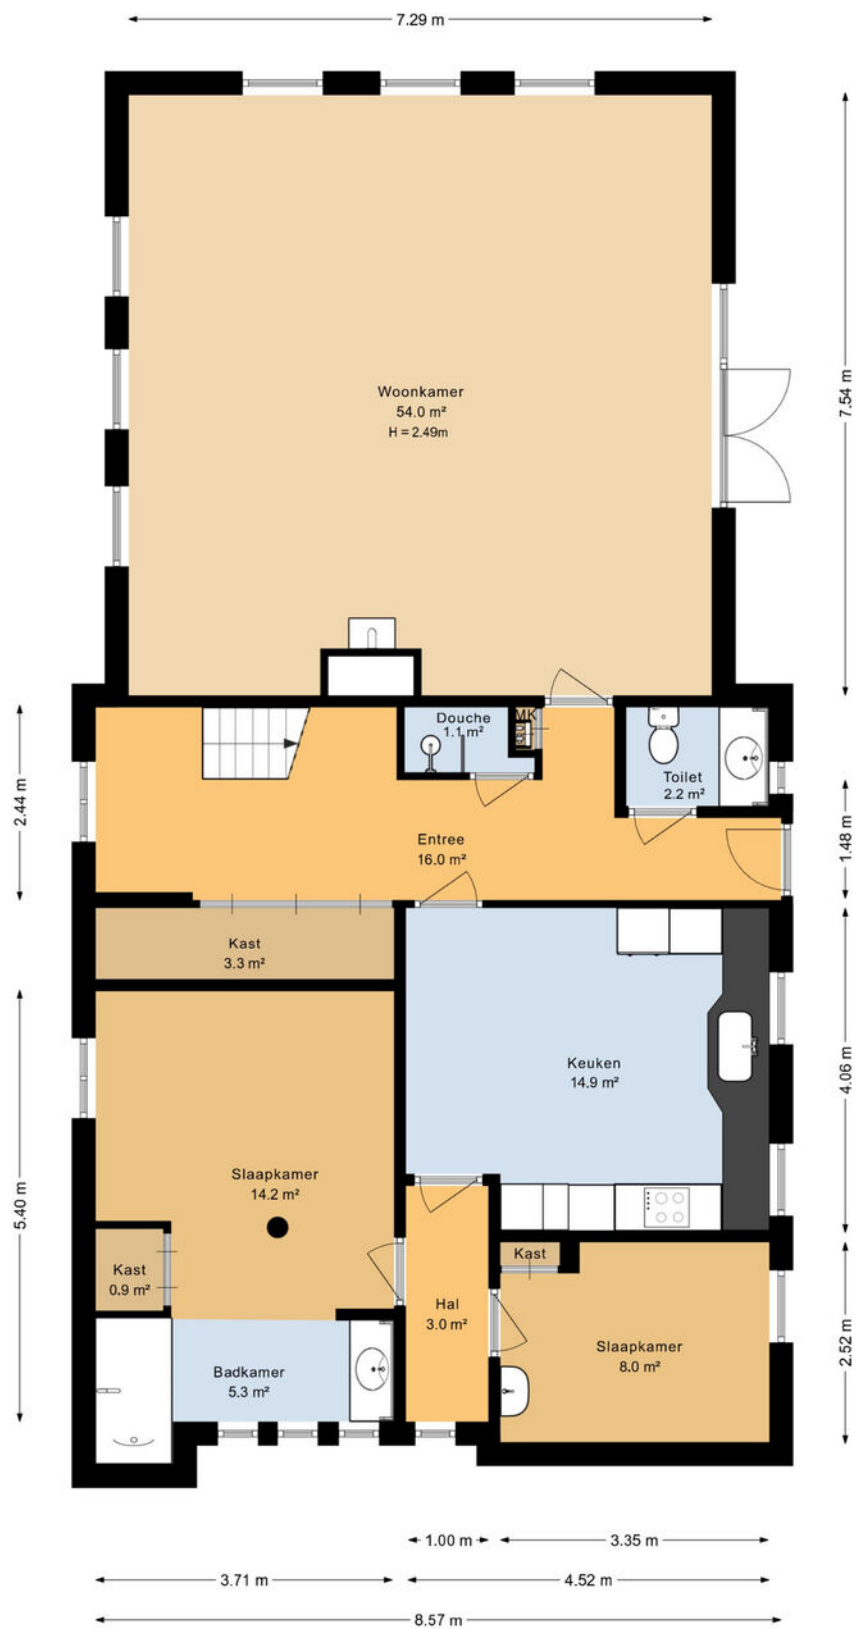 7.29 m
7.54 m
Woonkamer
54.0 m²
H = 2.49m
MK
Douche
1.1 m²
Toilet
2.2 m²
2.44 m
1.48 m
Entree
16.0 m²
Kast
3.3 m²
Keuken
14.9 m²
4.06 m
Slaapkamer
14.2 m²
5.40 m
Kast
Kast
0.9 m²
Hal
3.0 m²
Slaapkamer
8.0 m²
2.52 m
Badkamer
5.3 m²
1.00 m
3.35 m
3.71 m
4.52 m
8.57 m